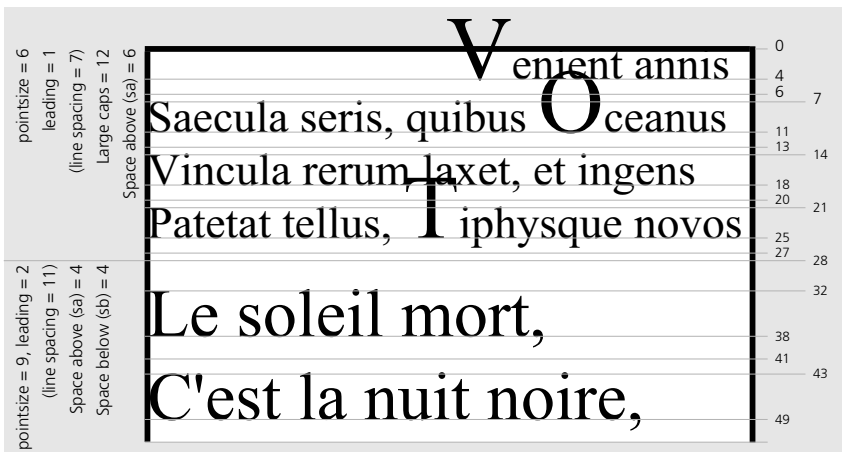 pointsize = 6
leading = 1
(line spacing = 7)
Large caps = 12
Space above (sa) = 6
pointsize = 9, leading = 2
(line spacing = 11)
Space above (sa) = 4
Space below (sb) = 4
Venient annis
Saecula seris, quibus Oceanus
Vincula rerum laxet, et ingens
Patetat tellus, Tiphysque novos
Le soleil mort,
C'est la nuit noire,
0
4
6
7
11
13
14
18
20
21
25
27
28
32
38
41
43
49